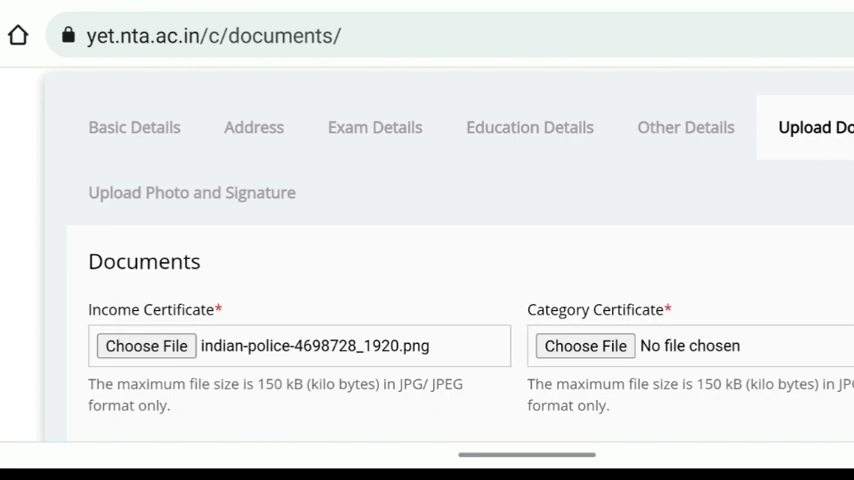 yet.nta.ac.in/c/documents/
Basic Details Address Exam Details Education Details Other Details Upload Do
Upload Photo and Signature
Documents
Income Certificate* Category Certificate*
Choose File indian-police-4698728_1920.png Choose File No file chosen
The maximum file size is 150 kB (kilo bytes) in JPG/ JPEG The maximum file size is 150 kB (kilo bytes) in JP
format only. format only.